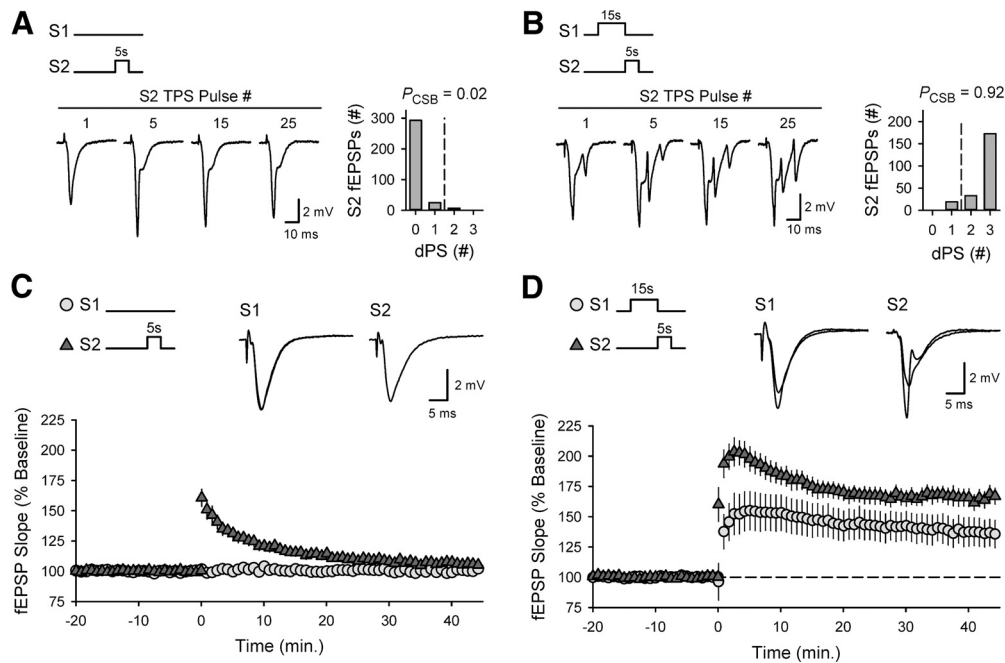 A
S1
S2
5s
S2 TPS Pulse #
1 5 15 25
2 mV
10 ms
PCSB = 0.02
S2 fEPSPs (#)
300
200
100
0
0 1 2 3
dPS (#)
B
S1
15s
S2
5s
S2 TPS Pulse #
1 5 15 25
2 mV
10 ms
PCSB = 0.92
S2 fEPSPs (#)
200
150
100
50
0
0 1 2 3
dPS (#)
C
S1
S2
5s
S1 S2
2 mV
5 ms
fEPSP Slope (% Baseline)
225
200
175
150
125
100
75
-20 -10 0 10 20 30 40
Time (min.)
D
S1
15s
S2
5s
S1 S2
2 mV
5 ms
fEPSP Slope (% Baseline)
225
200
175
150
125
100
75
-20 -10 0 10 20 30 40
Time (min.)